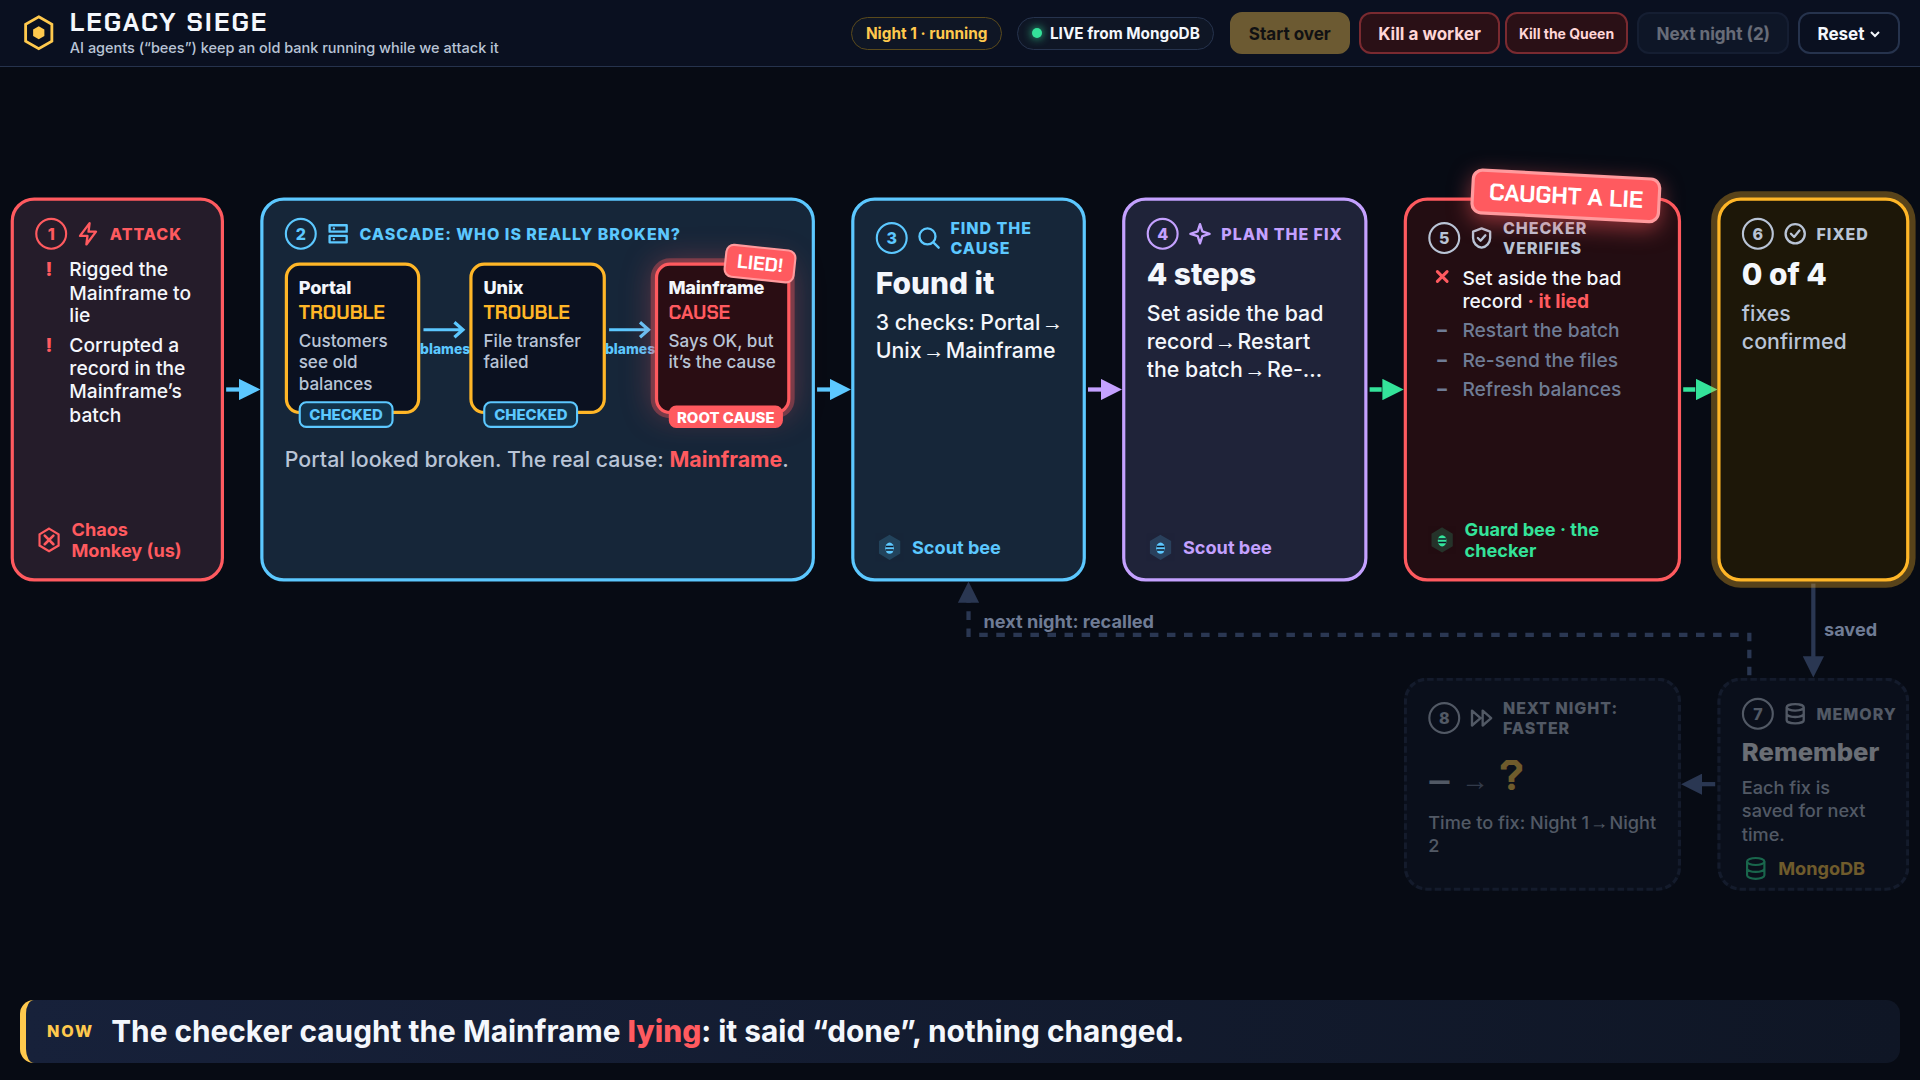 LEGACY SIEGE
AI agents (“bees”) keep an old bank running while we attack it
Night 1 · running
LIVE from MongoDB
Start over
Kill a worker
Kill the Queen
Next night (2)
Reset
1 ATTACK
! Rigged the
Mainframe to
lie
! Corrupted a
record in the
Mainframe’s
batch
Chaos
Monkey (us)
2 CASCADE: WHO IS REALLY BROKEN?
Portal
TROUBLE
Customers
see old
balances
CHECKED
blames
Unix
TROUBLE
File transfer
failed
CHECKED
blames
LIED!
Mainframe
CAUSE
Says OK, but
it’s the cause
ROOT CAUSE
Portal looked broken. The real cause: Mainframe.
3 FIND THE
CAUSE
Found it
3 checks: Portal→
Unix→Mainframe
Scout bee
4 PLAN THE FIX
4 steps
Set aside the bad
record→Restart
the batch→Re-...
Scout bee
CAUGHT A LIE
5 CHECKER
VERIFIES
Set aside the bad
record · it lied
– Restart the batch
– Re-send the files
– Refresh balances
Guard bee · the
checker
6 FIXED
0 of 4
fixes
confirmed
next night: recalled
saved
8 NEXT NIGHT:
FASTER
– → ?
Time to fix: Night 1→Night
2
7 MEMORY
Remember
Each fix is
saved for next
time.
MongoDB
NOW The checker caught the Mainframe lying: it said “done”, nothing changed.